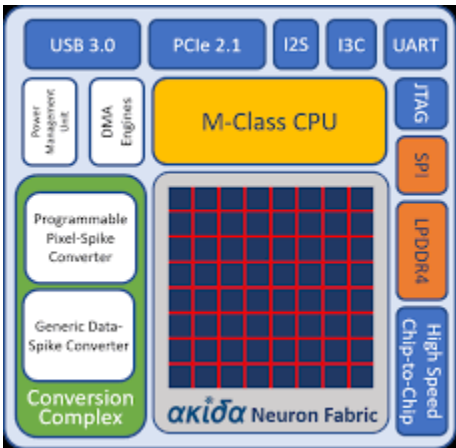 USB 3.0
PCIe 2.1
I2S
I3C
UART
Power
Management
Unit
DMA
Engines
M-Class CPU
JTAG
SPI
Programmable
Pixel-Spike
Converter
LPDDR4
Generic Data-
Spike Converter
High Speed
Chip-to-Chip
Conversion
Complex
akida Neuron Fabric